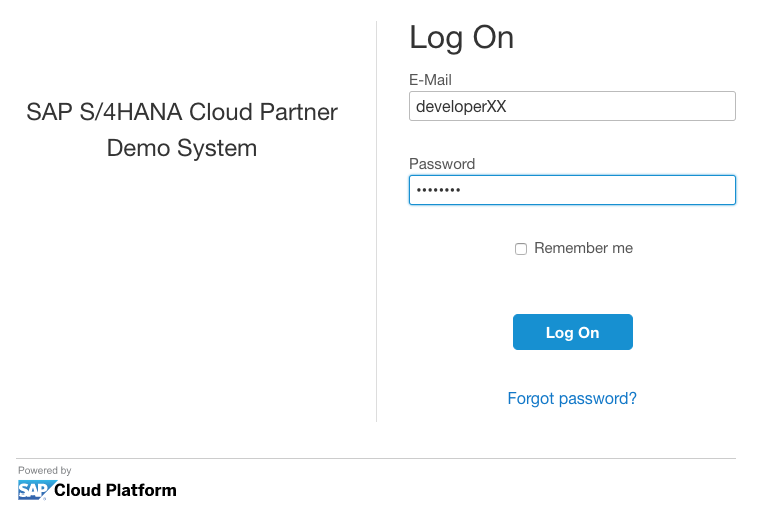 SAP S/4HANA Cloud Partner
Demo System
Log On
E-Mail
developerXX
Password
••••••••
Remember me
Log On
Forgot password?
Powered by
SAP Cloud Platform